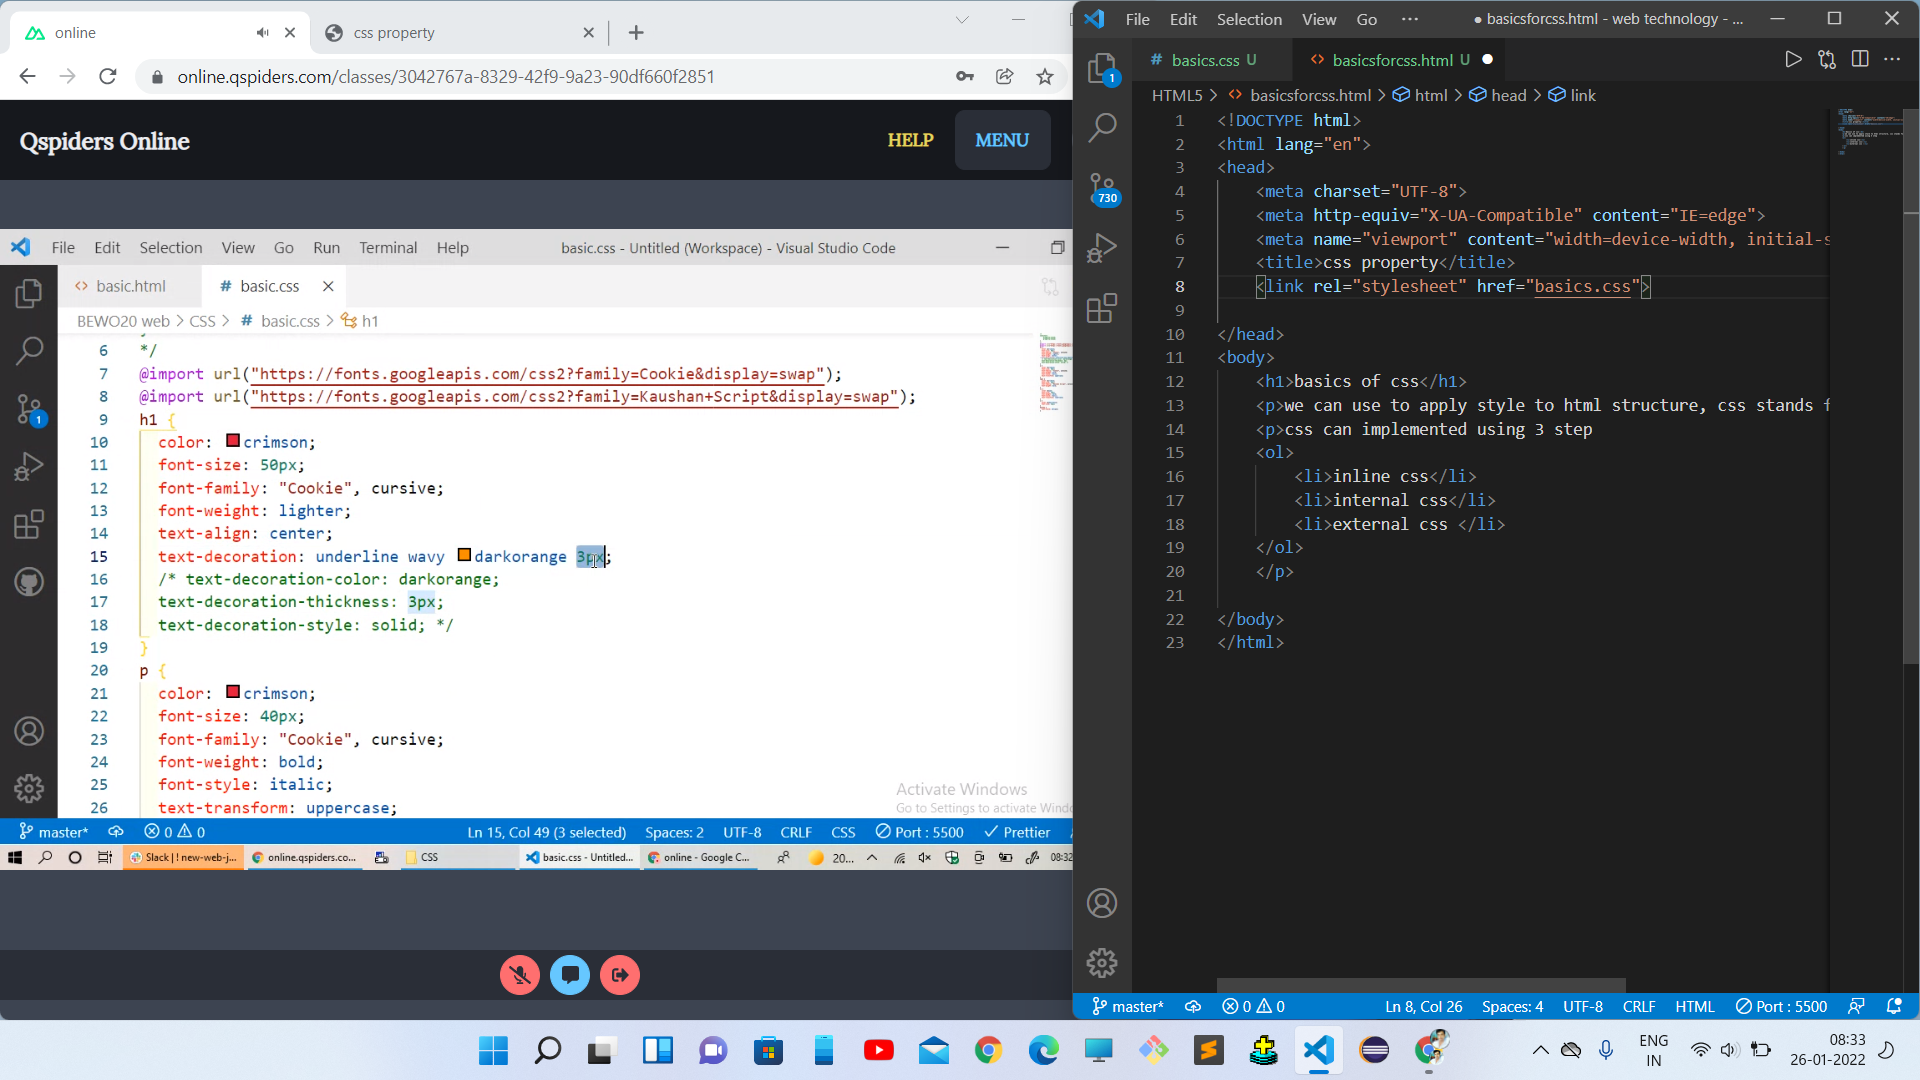 online
css property
online.qspiders.com/classes/3042767a-8329-42f9-9a23-90df660f2851
Qspiders Online
HELP
MENU
File Edit Selection View Go Run Terminal Help
basic.css - Untitled (Workspace) - Visual Studio Code
basic.html
# basic.css
BEWO20 web > CSS > # basic.css > h1
6 */
7 @import url("https://fonts.googleapis.com/css2?family=Cookie&display=swap");
8 @import url("https://fonts.googleapis.com/css2?family=Kaushan+Script&display=swap");
9 h1 {
10 color: crimson;
11 font-size: 50px;
12 font-family: "Cookie", cursive;
13 font-weight: lighter;
14 text-align: center;
15 text-decoration: underline wavy darkorange 3px;
16 /* text-decoration-color: darkorange;
17 text-decoration-thickness: 3px;
18 text-decoration-style: solid; */
19 }
20 p {
21 color: crimson;
22 font-size: 40px;
23 font-family: "Cookie", cursive;
24 font-weight: bold;
25 font-style: italic;
26 text-transform: uppercase;
Activate Windows
Go to Settings to activate Windo
1
master* 0 0 Ln 15, Col 49 (3 selected) Spaces: 2 UTF-8 CRLF CSS Port : 5500 Prettier
Slack | ! new-web-j... online.qspiders.co... CSS basic.css - Untitled... online - Google C... 20... 08:32
File Edit Selection View Go ···
● basicsforcss.html - web technology - ...
# basics.css U
<> basicsforcss.html U
HTML5 > <> basicsforcss.html > html > head > link
1 <!DOCTYPE html>
2 <html lang="en">
3 <head>
4 <meta charset="UTF-8">
5 <meta http-equiv="X-UA-Compatible" content="IE=edge">
6 <meta name="viewport" content="width=device-width, initial-s
7 <title>css property</title>
8 <link rel="stylesheet" href="basics.css">
9
10 </head>
11 <body>
12 <h1>basics of css</h1>
13 <p>we can use to apply style to html structure, css stands f
14 <p>css can implemented using 3 step
15 <ol>
16 <li>inline css</li>
17 <li>internal css</li>
18 <li>external css </li>
19 </ol>
20 </p>
21
22 </body>
23 </html>
1
730
master* 0 0 Ln 8, Col 26 Spaces: 4 UTF-8 CRLF HTML Port : 5500
ENG
IN
08:33
26-01-2022